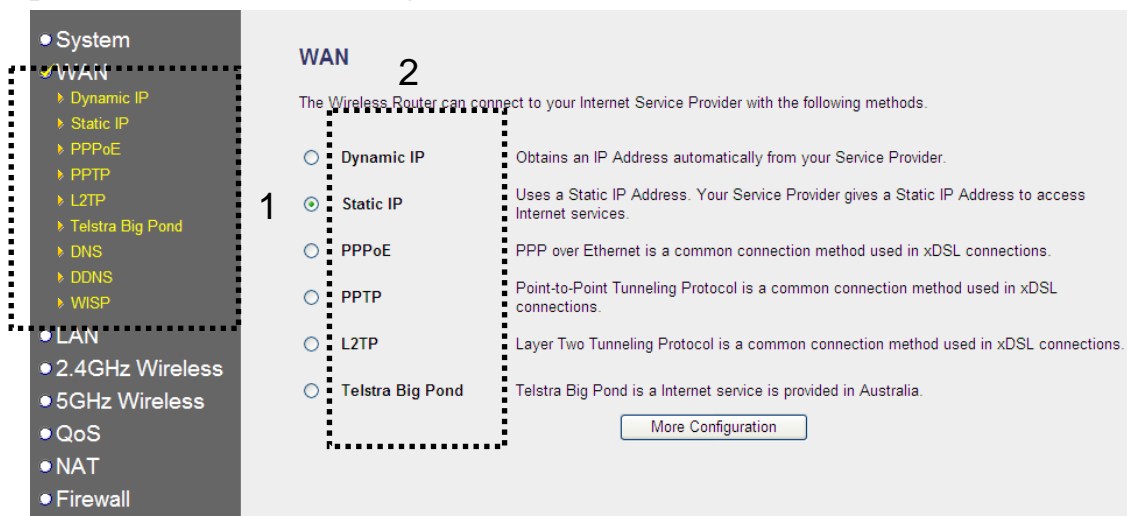 System
WAN
Dynamic IP
Static IP
PPPoE
PPTP
L2TP
Telstra Big Pond
DNS
DDNS
WISP
LAN
2.4GHz Wireless
5GHz Wireless
QoS
NAT
Firewall
1
WAN
2
The Wireless Router can connect to your Internet Service Provider with the following methods.
Dynamic IP Obtains an IP Address automatically from your Service Provider.
Static IP Uses a Static IP Address. Your Service Provider gives a Static IP Address to access
Internet services.
PPPoE PPP over Ethernet is a common connection method used in xDSL connections.
PPTP Point-to-Point Tunneling Protocol is a common connection method used in xDSL
connections.
L2TP Layer Two Tunneling Protocol is a common connection method used in xDSL connections.
Telstra Big Pond Telstra Big Pond is a Internet service is provided in Australia.
More Configuration